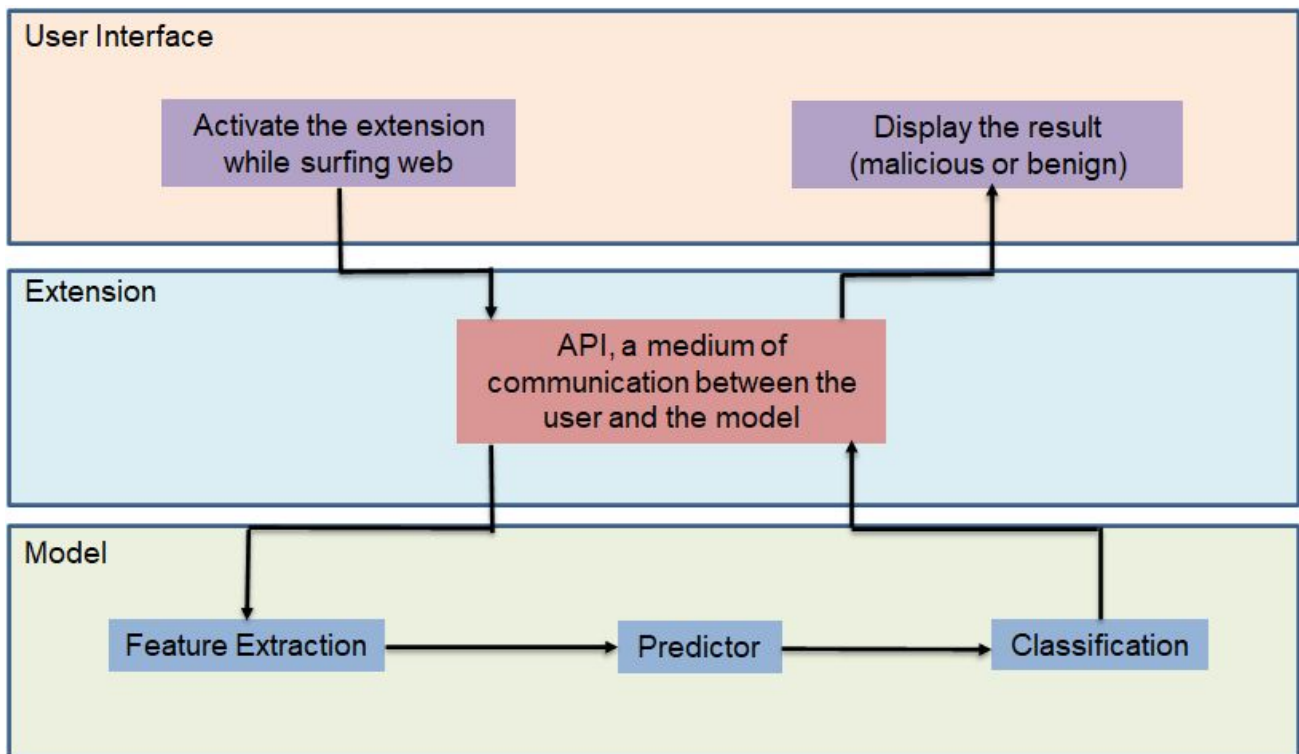 User Interface
Activate the extension
while surfing web
Display the result
(malicious or benign)
Extension
API, a medium of
communication between the
user and the model
Model
Feature Extraction
Predictor
Classification